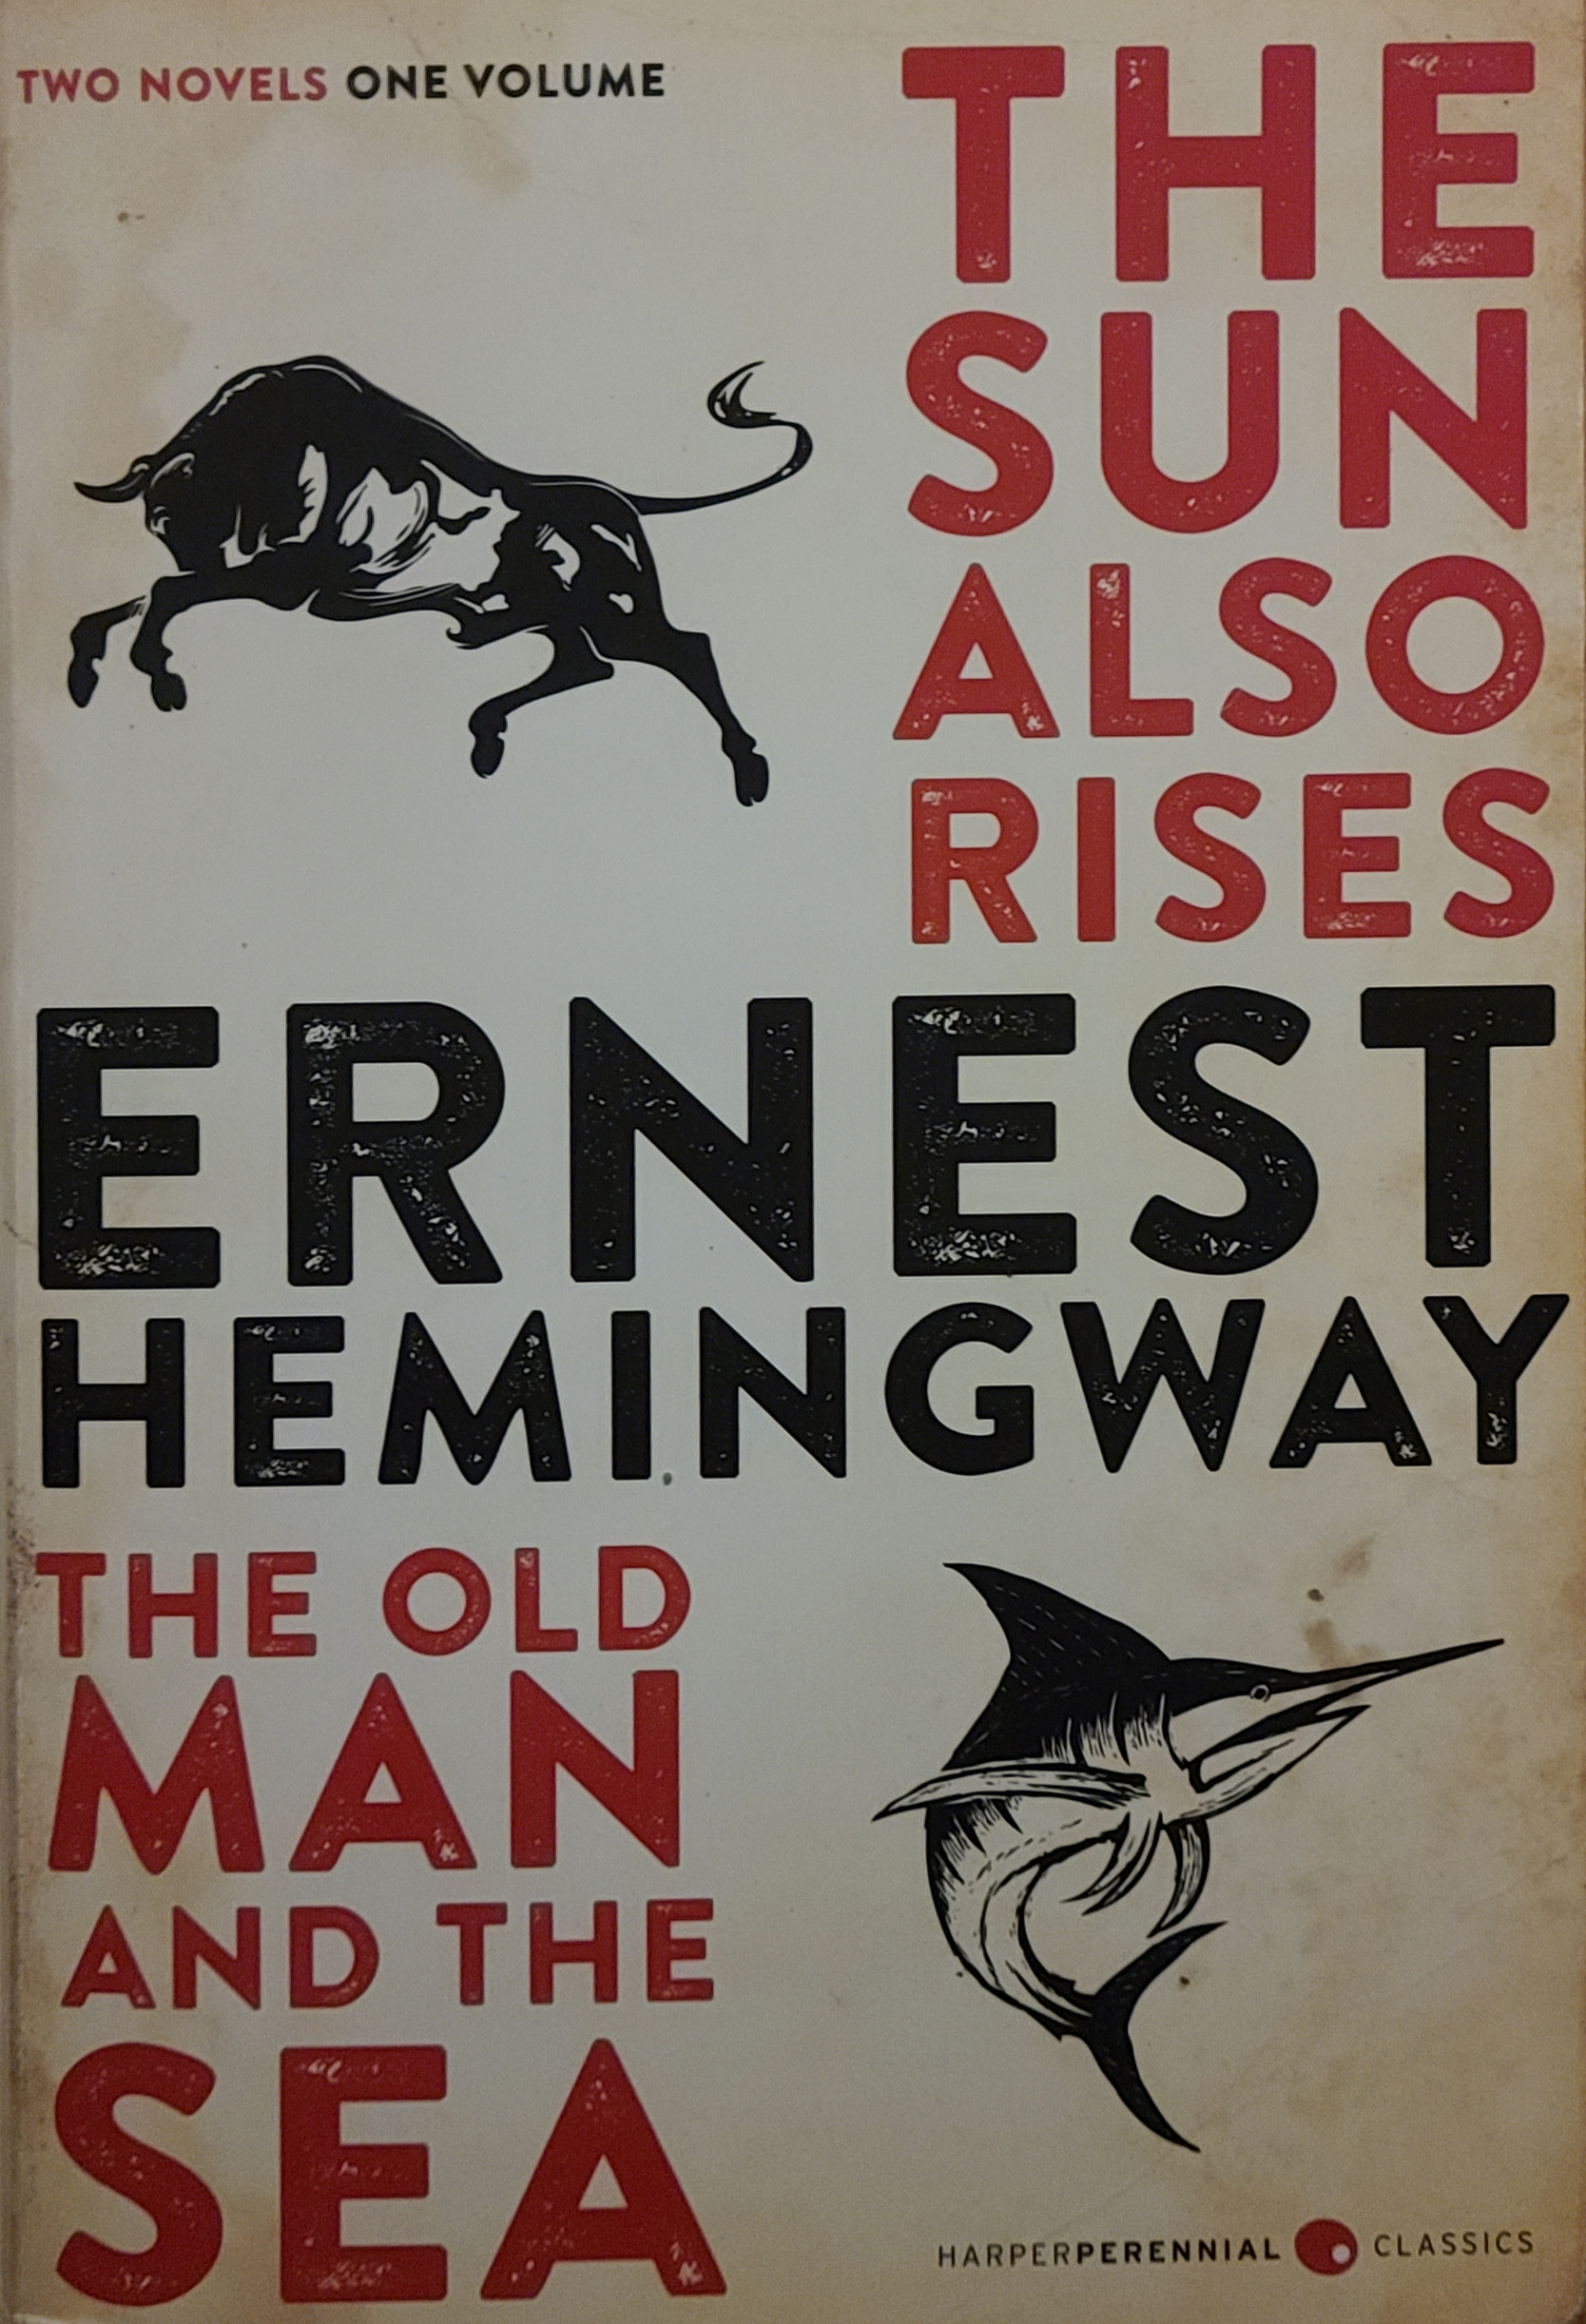 TWO NOVELS ONE VOLUME
THE
SUN
ALSO
RISES
ERNEST
HEMINGWAY
THE OLD
MAN
AND THE
SEA
HARPERPERENNIAL CLASSICS